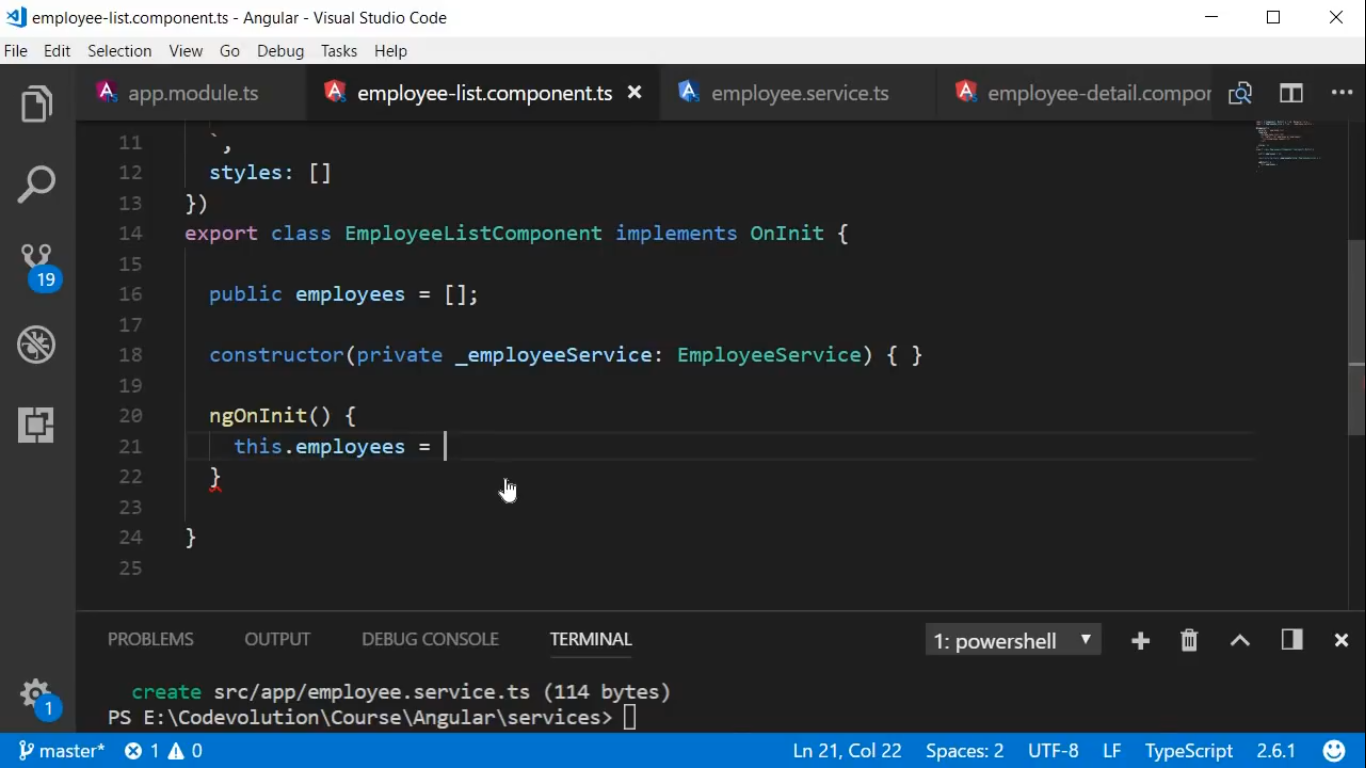 employee-list.component.ts - Angular - Visual Studio Code
File Edit Selection View Go Debug Tasks Help
app.module.ts employee-list.component.ts employee.service.ts employee-detail.compor
11 `,
12 styles: []
13 })
14 export class EmployeeListComponent implements OnInit {
15
16 public employees = [];
17
18 constructor(private _employeeService: EmployeeService) { }
19
20 ngOnInit() {
21 this.employees =
22 }
23
24 }
25
19
PROBLEMS OUTPUT DEBUG CONSOLE TERMINAL 1: powershell
create src/app/employee.service.ts (114 bytes)
PS E:\Codevolution\Course\Angular\services>
1
master* 1 0 Ln 21, Col 22 Spaces: 2 UTF-8 LF TypeScript 2.6.1